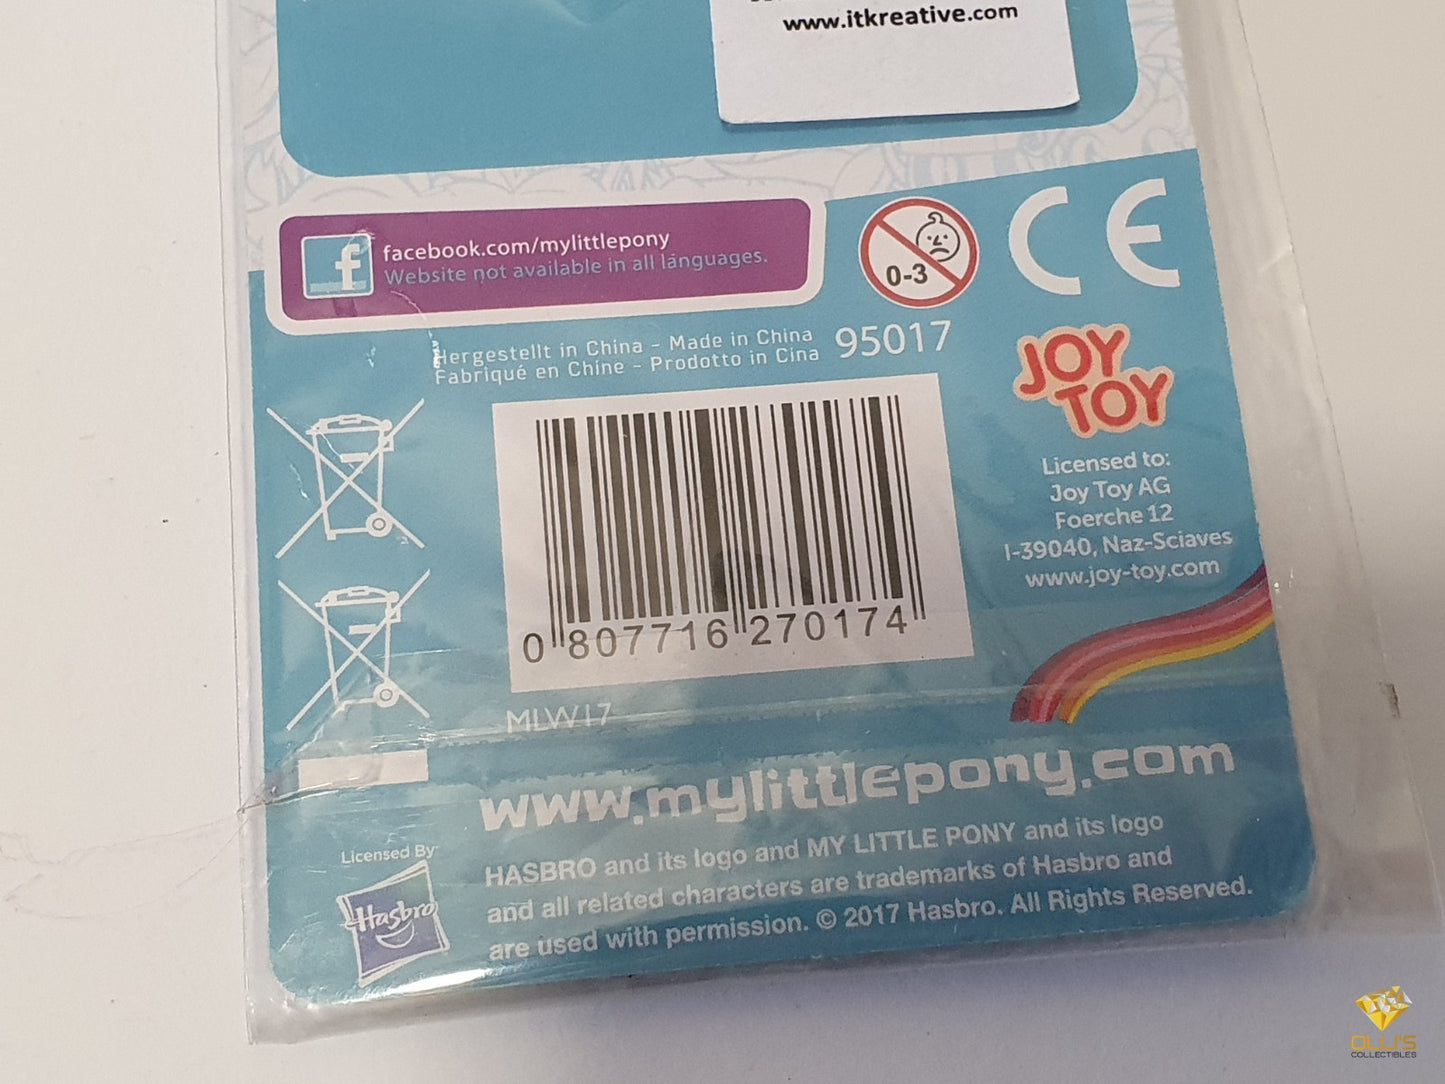 www.itkreative.com
facebook.com/mylittlepony
Website not available in all languages.
0-3
CE
Hergestellt in China - Made in China
Fabriqué en Chine - Prodotto in Cina
95017
JOY
TOY
Licensed to:
Joy Toy AG
Foerche 12
I-39040, Naz-Sciaves
www.joy-toy.com
0 807716 270174
MLW17
www.mylittlepony.com
Licensed By
Hasbro
HASBRO and its logo and MY LITTLE PONY and its logo
and all related characters are trademarks of Hasbro and
are used with permission. © 2017 Hasbro. All Rights Reserved.
OLLI'S
COLLECTIBLES